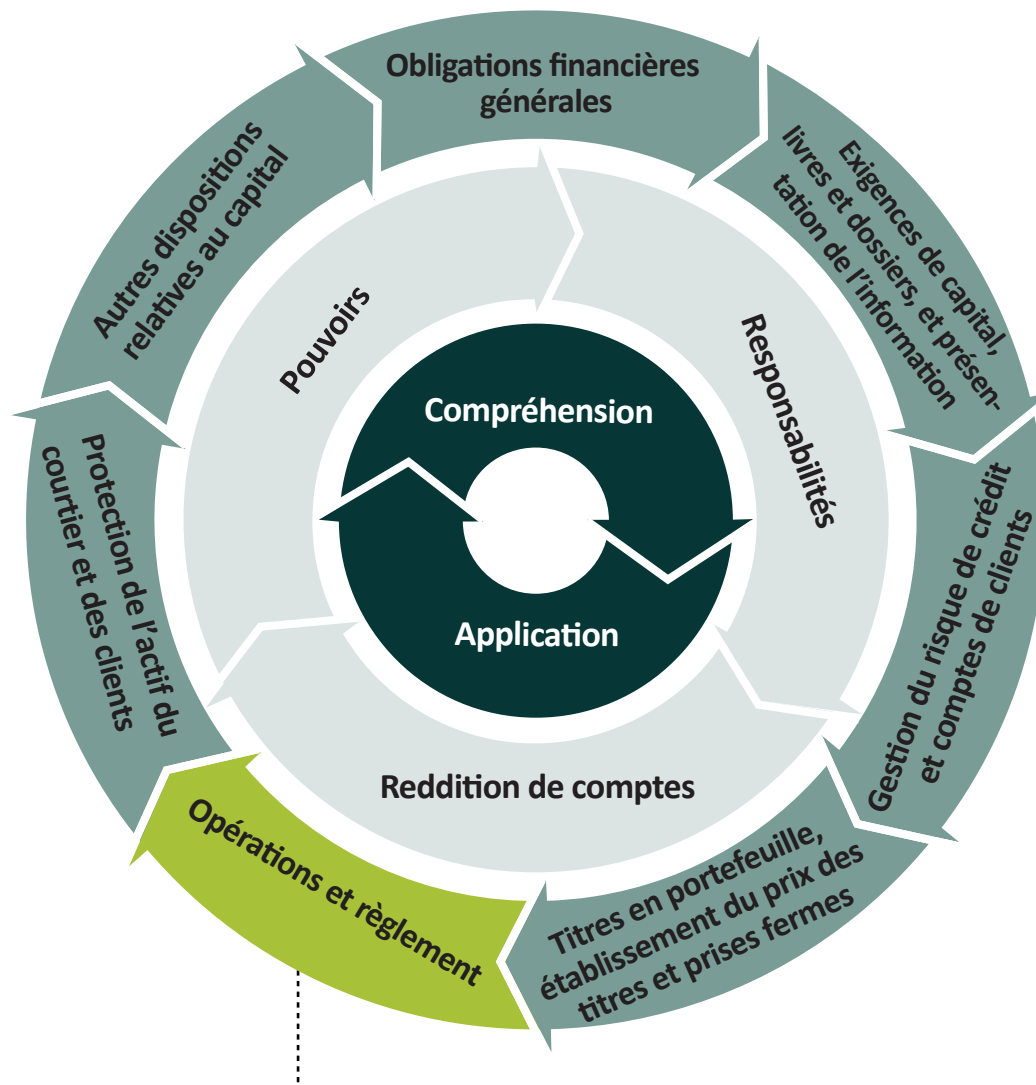 Obligations financières
générales
Exigences de capital,
livres et dossiers, et présen-
tation de l'information
Gestion du risque de crédit
et comptes de clients
Titres en portefeuille,
établissement du prix des
titres et prises fermes
Opérations et règlement
Protection de l'actif du
courtier et des clients
Autres dispositions
relatives au capital
Pouvoirs
Responsabilités
Reddition de comptes
Compréhension
Application